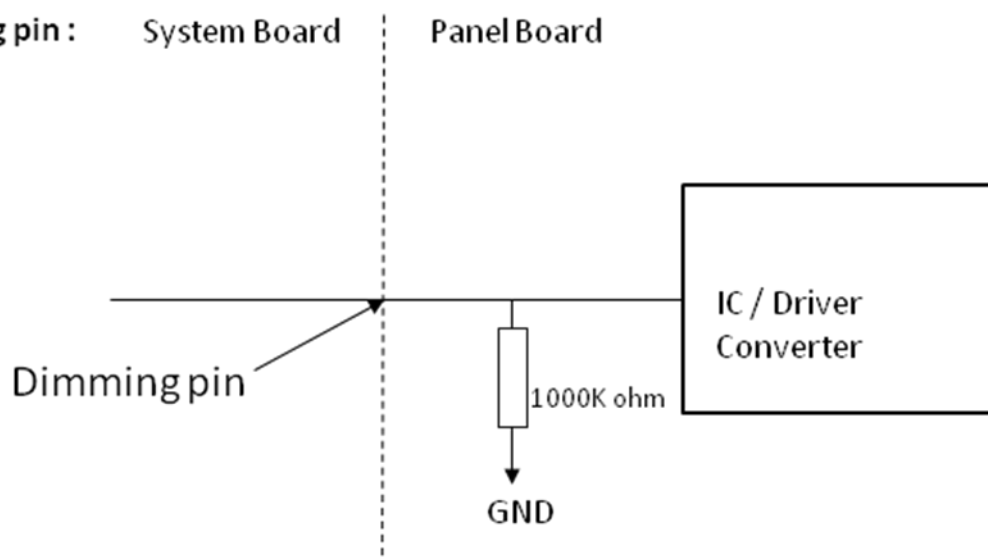 g pin :
System Board
Panel Board
IC / Driver
Converter
Dimming pin
1000K ohm
GND